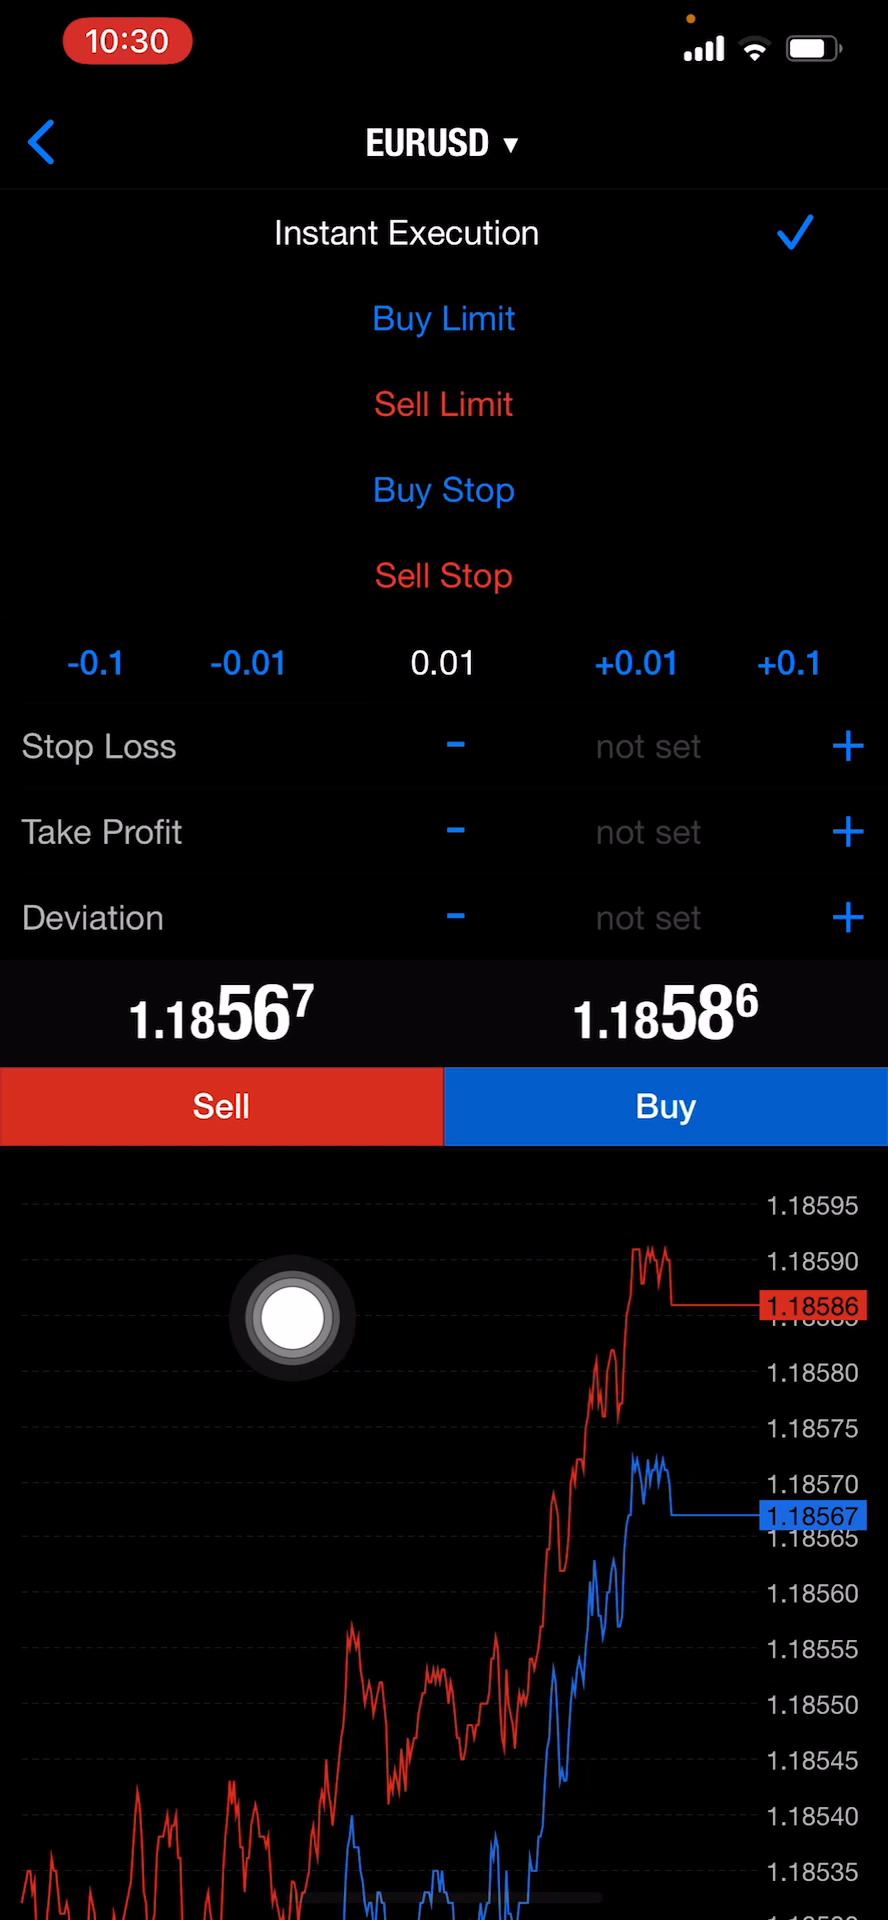 10:30
EURUSD ▼
Instant Execution
Buy Limit
Sell Limit
Buy Stop
Sell Stop
-0.1 -0.01 0.01 +0.01 +0.1
Stop Loss - not set +
Take Profit - not set +
Deviation - not set +
1.18567 1.18586
Sell Buy
1.18595
1.18590
1.18586
1.18585
1.18580
1.18575
1.18570
1.18567
1.18565
1.18560
1.18555
1.18550
1.18545
1.18540
1.18535